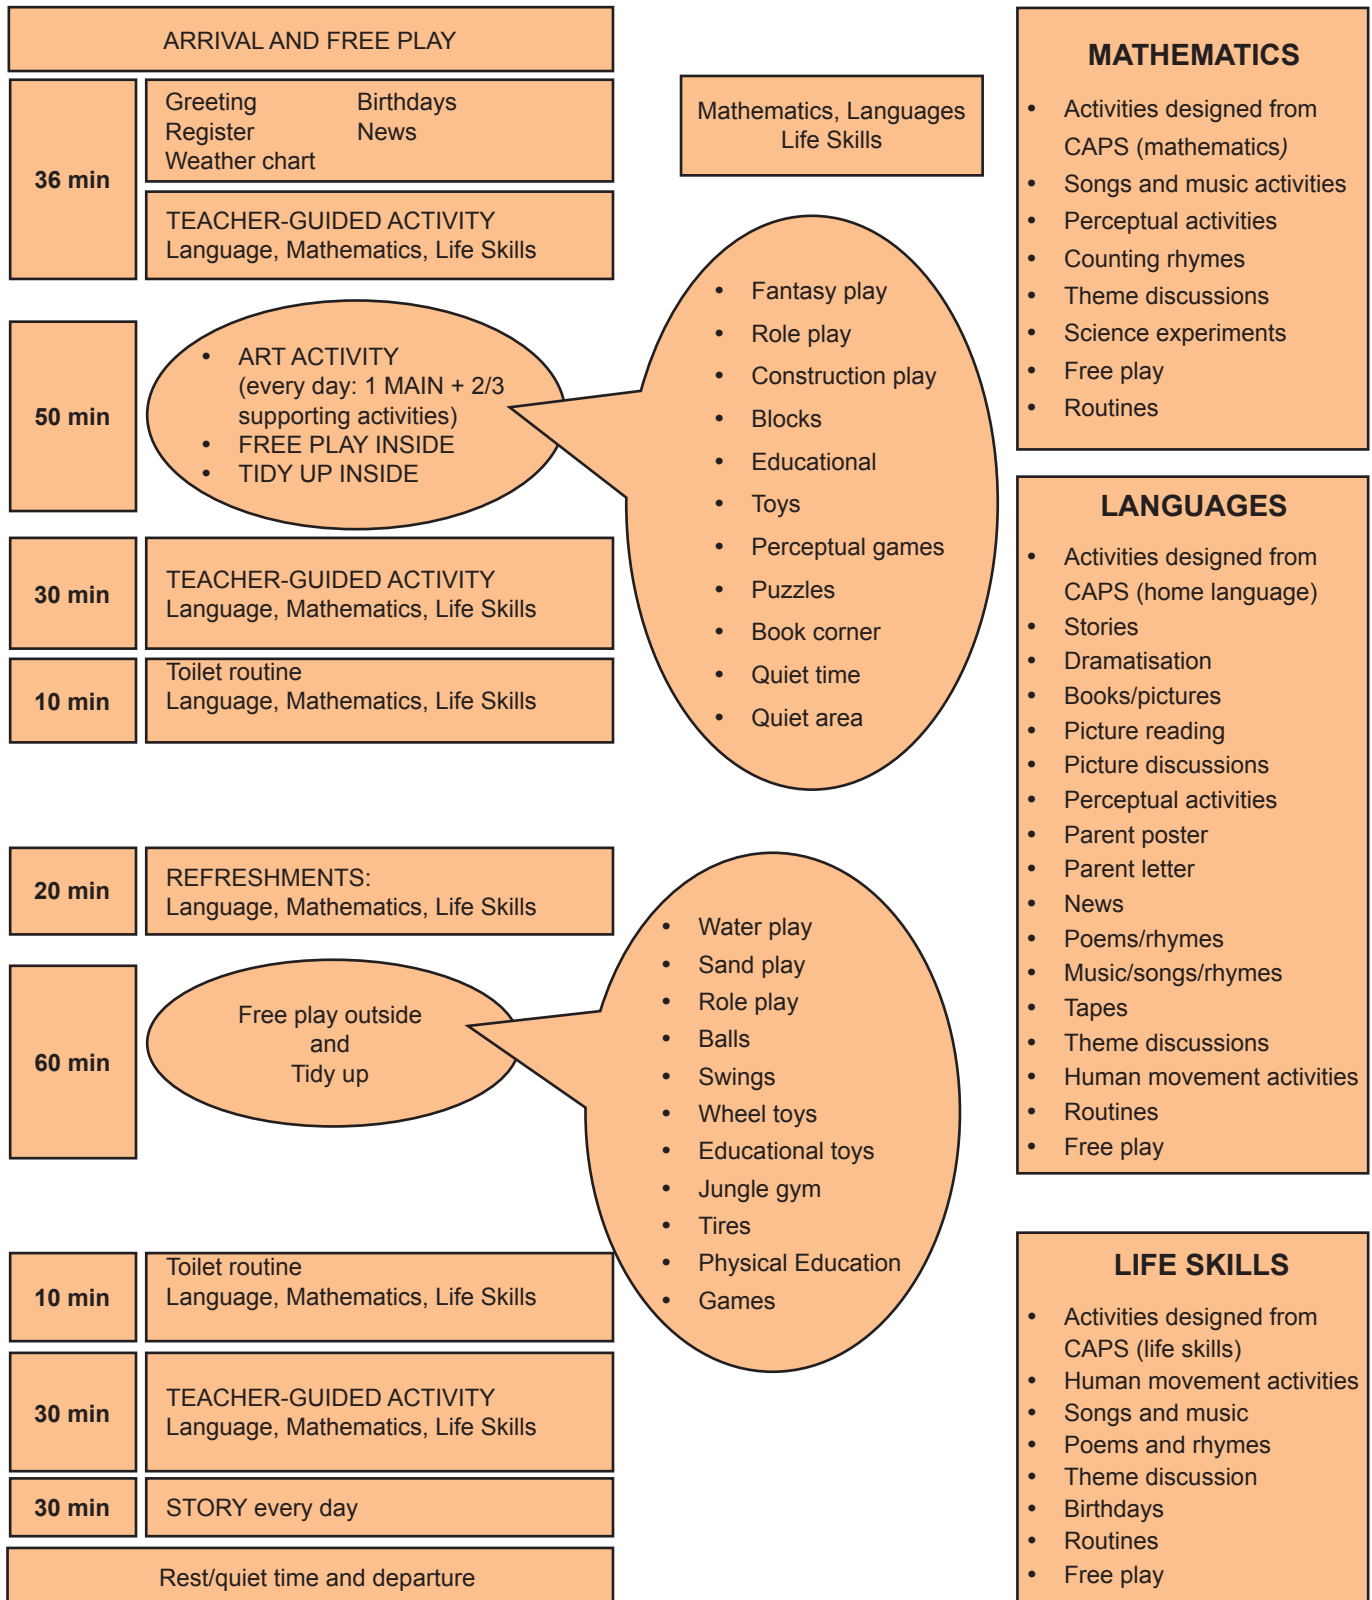 ARRIVAL AND FREE PLAY
36 min
Greeting Birthdays
Register News
Weather chart
TEACHER-GUIDED ACTIVITY
Language, Mathematics, Life Skills
50 min
• ART ACTIVITY
(every day: 1 MAIN + 2/3
supporting activities)
• FREE PLAY INSIDE
• TIDY UP INSIDE
30 min
TEACHER-GUIDED ACTIVITY
Language, Mathematics, Life Skills
10 min
Toilet routine
Language, Mathematics, Life Skills
20 min
REFRESHMENTS:
Language, Mathematics, Life Skills
60 min
Free play outside
and
Tidy up
10 min
Toilet routine
Language, Mathematics, Life Skills
30 min
TEACHER-GUIDED ACTIVITY
Language, Mathematics, Life Skills
30 min
STORY every day
Rest/quiet time and departure
Mathematics, Languages
Life Skills
• Fantasy play
• Role play
• Construction play
• Blocks
• Educational
• Toys
• Perceptual games
• Puzzles
• Book corner
• Quiet time
• Quiet area
• Water play
• Sand play
• Role play
• Balls
• Swings
• Wheel toys
• Educational toys
• Jungle gym
• Tires
• Physical Education
• Games
MATHEMATICS
• Activities designed from
CAPS (mathematics)
• Songs and music activities
• Perceptual activities
• Counting rhymes
• Theme discussions
• Science experiments
• Free play
• Routines
LANGUAGES
• Activities designed from
CAPS (home language)
• Stories
• Dramatisation
• Books/pictures
• Picture reading
• Picture discussions
• Perceptual activities
• Parent poster
• Parent letter
• News
• Poems/rhymes
• Music/songs/rhymes
• Tapes
• Theme discussions
• Human movement activities
• Routines
• Free play
LIFE SKILLS
• Activities designed from
CAPS (life skills)
• Human movement activities
• Songs and music
• Poems and rhymes
• Theme discussion
• Birthdays
• Routines
• Free play